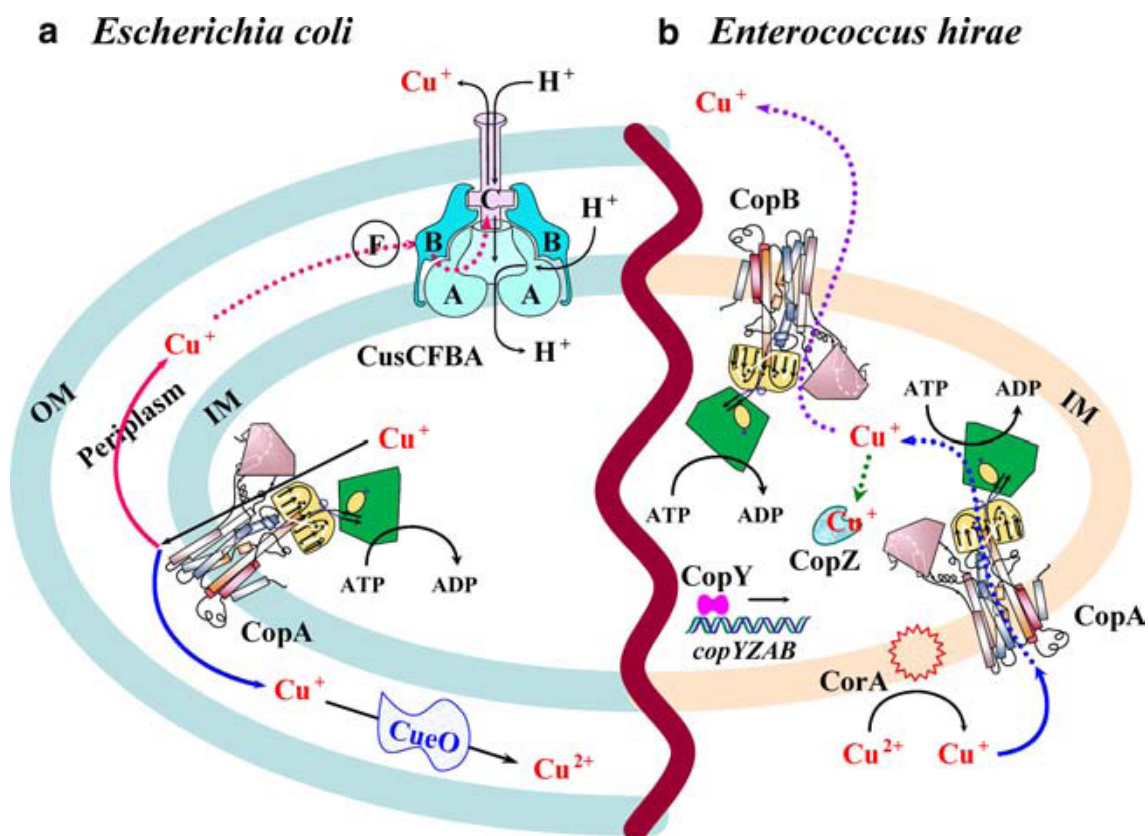 a Escherichia coli
b Enterococcus hirae
Cu+
H+
Cu+
C
B
B
H+
F
A
A
CusCFBA
H+
Cu+
OM
Periplasm
IM
Cu+
ATP
ADP
CopA
Cu+
CueO
Cu2+
CopB
ATP
ADP
IM
Cu+
ATP
ADP
Cu+
CopZ
CopY
copYZAB
CopA
CorA
Cu2+
Cu+